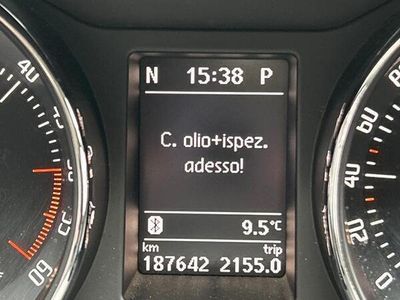 N 15:38 P
C. olio+ispez.
adesso!
9.5°C
km trip
187642 2155.0